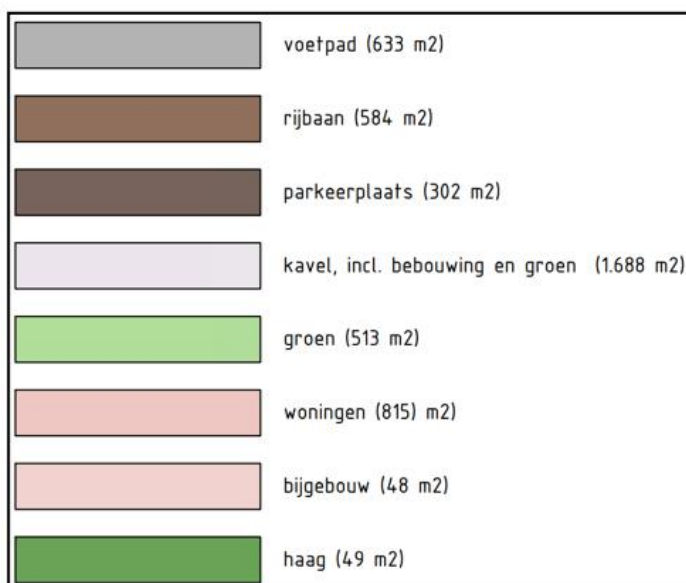 voetpad (633 m2)
rijbaan (584 m2)
parkeerplaats (302 m2)
kavel, incl. bebouwing en groen (1.688 m2)
groen (513 m2)
woningen (815) m2)
bijgebouw (48 m2)
haag (49 m2)